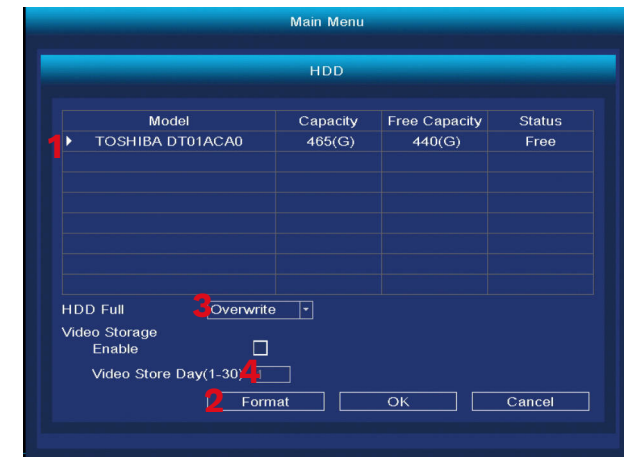 Main Menu
HDD
Model Capacity Free Capacity Status
1 TOSHIBA DT01ACA0 465(G) 440(G) Free
HDD Full 3 Overwrite
Video Storage
Enable
Video Store Day(1-30) 4
2 Format OK Cancel